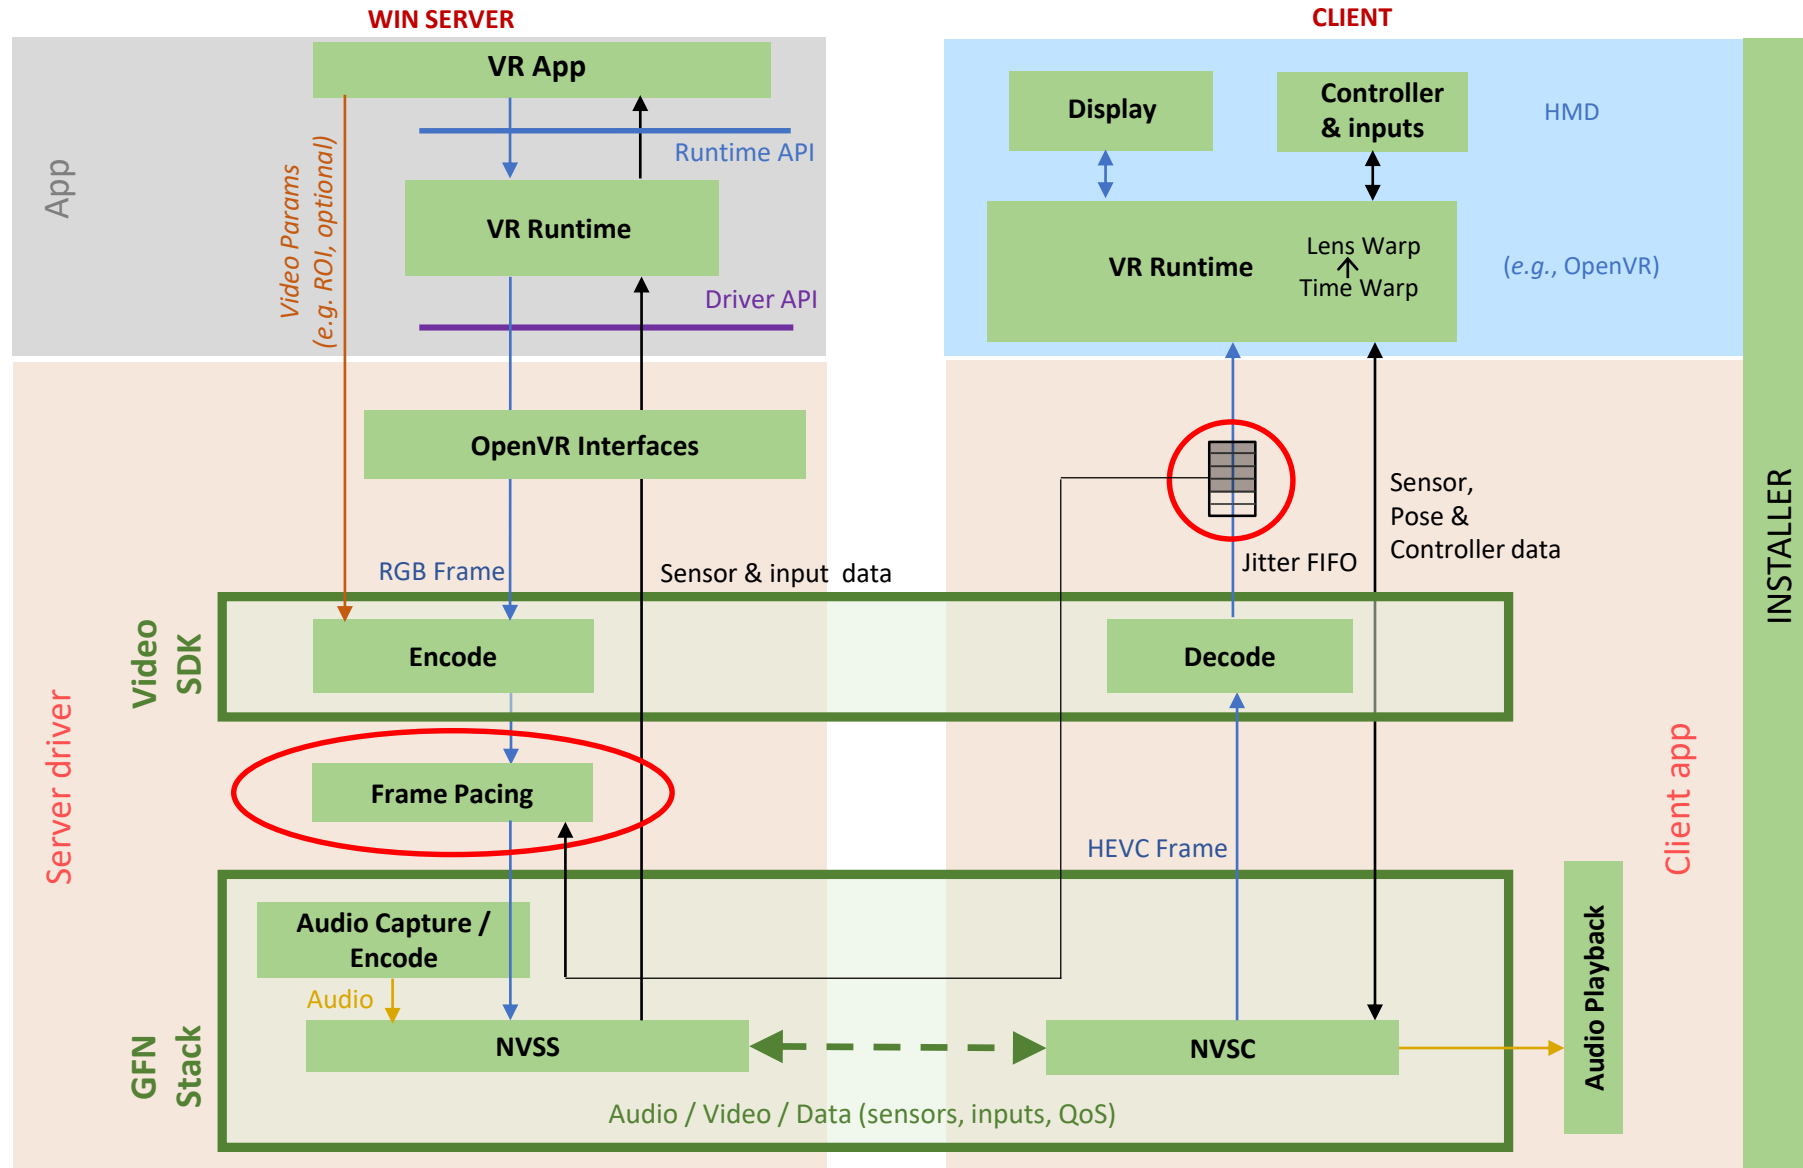 WIN SERVER
CLIENT
App
VR App
Runtime API
Video Params
(e.g. ROI, optional)
VR Runtime
Driver API
Display
Controller
& inputs
HMD
VR Runtime
Lens Warp
Time Warp
(e.g., OpenVR)
INSTALLER
Server driver
OpenVR Interfaces
RGB Frame
Sensor & input data
Jitter FIFO
Sensor,
Pose &
Controller data
Video
SDK
Encode
Decode
Frame Pacing
HEVC Frame
Client app
GFN
Stack
Audio Capture /
Encode
Audio
NVSS
NVSC
Audio Playback
Audio / Video / Data (sensors, inputs, QoS)